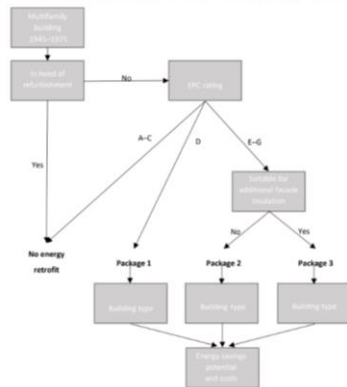 Multifamily
building
1945–1975
In need of
refurbishment
No
EPC rating
A–C
D
E–G
Yes
Suitable for
additional facade
insulation
No
Yes
No energy
retrofit
Package 1
Package 2
Package 3
Building type
Building type
Building type
Energy savings
potential
and costs